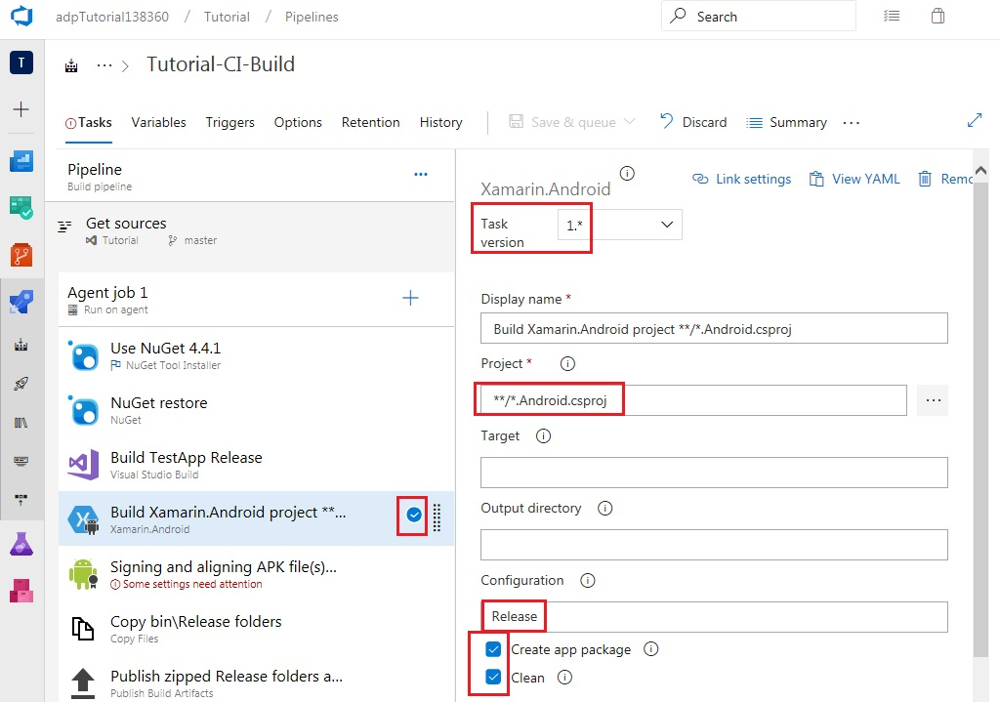 adpTutorial138360 / Tutorial / Pipelines
Search
T
... > Tutorial-CI-Build
Tasks Variables Triggers Options Retention History Save & queue Discard Summary ...
Pipeline
Build pipeline
...
Get sources
Tutorial master
Agent job 1
Run on agent
Use NuGet 4.4.1
NuGet Tool Installer
NuGet restore
NuGet
Build TestApp Release
Visual Studio Build
Build Xamarin.Android project **...
Xamarin.Android
Signing and aligning APK file(s)...
Some settings need attention
Copy bin\Release folders
Copy Files
Publish zipped Release folders a...
Publish Build Artifacts
Xamarin.Android
Link settings View YAML Remo
Task
version
1.*
Display name *
Build Xamarin.Android project **/*.Android.csproj
Project *
**/*.Android.csproj
...
Target
Output directory
Configuration
Release
Create app package
Clean